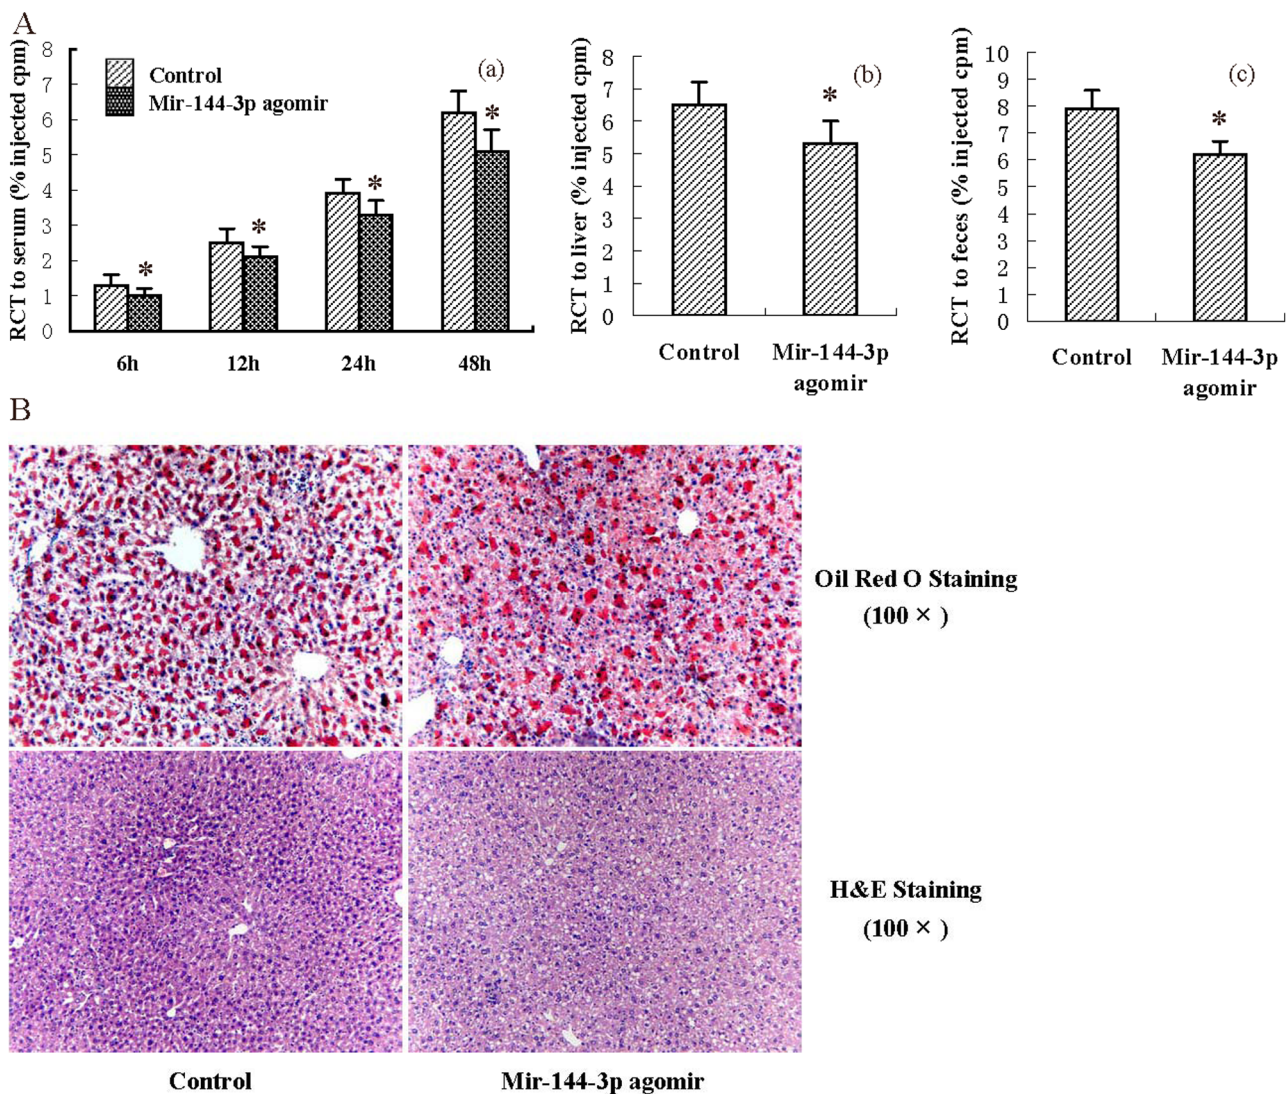 A
RCT to serum (% injected cpm)
8
7
6
5
4
3
2
1
0
Control
Mir-144-3p agomir
(a)
*
*
*
*
6h 12h 24h 48h
RCT to liver (% injected cpm)
8
7
6
5
4
3
2
1
0
(b)
*
Control Mir-144-3p
agomir
RCT to feces (% injected cpm)
10
9
8
7
6
5
4
3
2
1
0
(c)
*
Control Mir-144-3p
agomir
B
Oil Red O Staining
(100 × )
H&E Staining
(100 × )
Control Mir-144-3p agomir